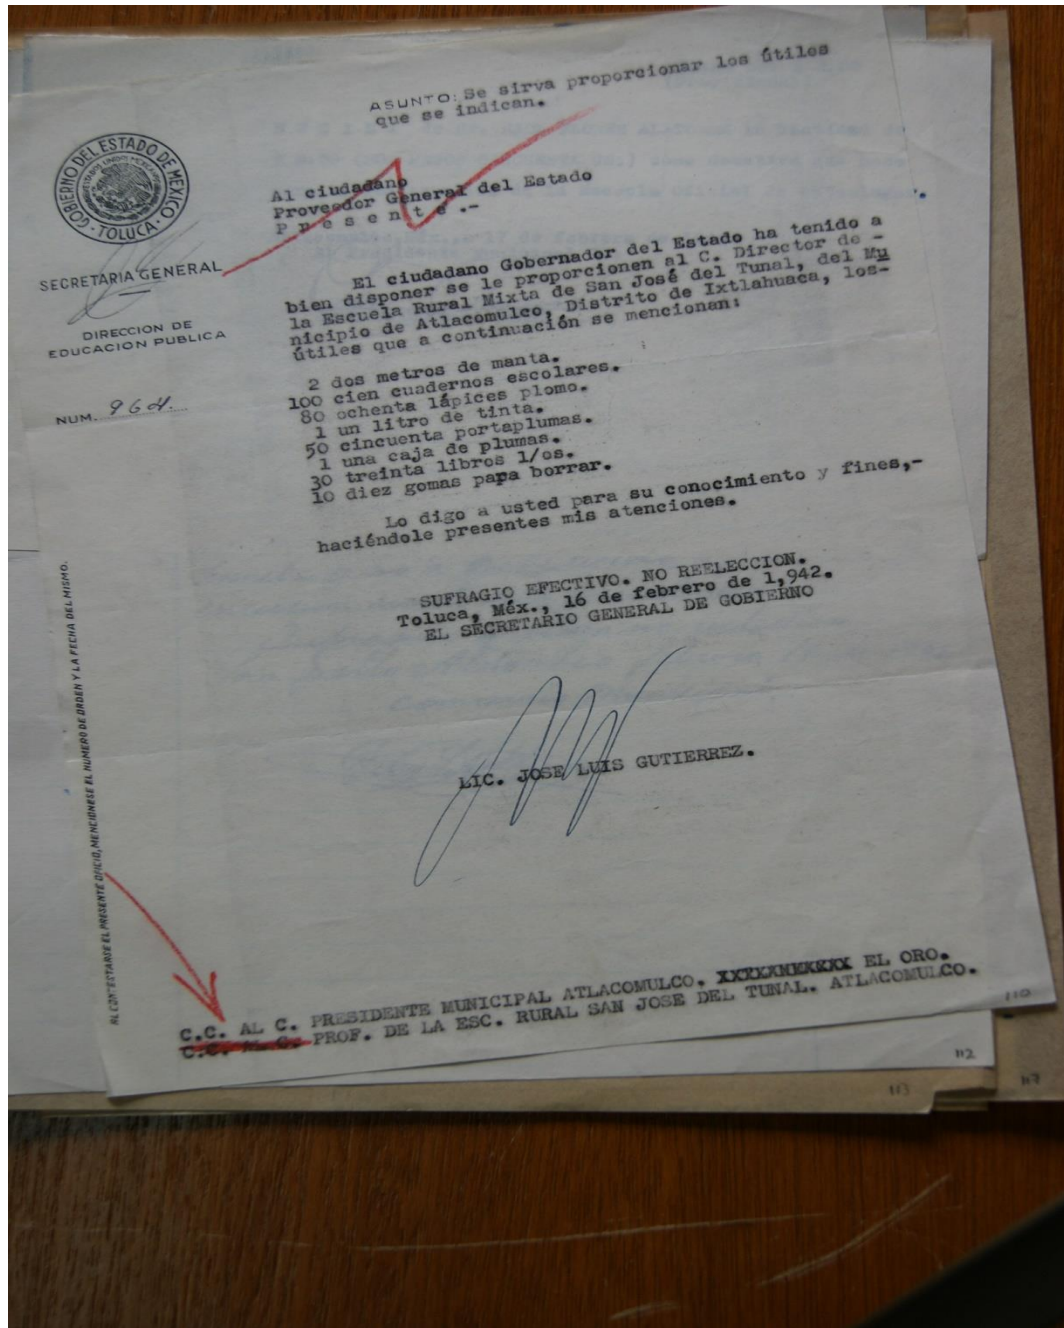 ASUNTO: Se sirva proporcionar los útiles
que se indican.
GOBIERNO DEL ESTADO DE MEXICO
ESTADOS UNIDOS MEXICANOS
· TOLUCA ·
SECRETARIA GENERAL
DIRECCION DE
EDUCACION PUBLICA
NUM. 964.
Al ciudadano
Proveedor General del Estado
P r e s e n t e .-
El ciudadano Gobernador del Estado ha tenido a
bien disponer se le proporcionen al C. Director de -
la Escuela Rural Mixta de San José del Tunal, del Mu
nicipio de Atlacomulco, Distrito de Ixtlahuaca, los-
útiles que a continuación se mencionan:
2 dos metros de manta.
100 cien cuadernos escolares.
80 ochenta lápices plomo.
1 un litro de tinta.
50 cincuenta portaplumas.
1 una caja de plumas.
30 treinta libros 1/os.
10 diez gomas papa borrar.
Lo digo a usted para su conocimiento y fines,-
haciéndole presentes mis atenciones.
SUFRAGIO EFECTIVO. NO REELECCION.
Toluca, Méx., 16 de febrero de 1,942.
EL SECRETARIO GENERAL DE GOBIERNO
LIC. JOSE LUIS GUTIERREZ.
AL CONTESTARSE EL PRESENTE OFICIO, MENCIONESE EL NUMERO DE ORDEN Y LA FECHA DEL MISMO.
C.C. AL C. PRESIDENTE MUNICIPAL ATLACOMULCO. EL ORO.
C.C. AL C. PROF. DE LA ESC. RURAL SAN JOSE DEL TUNAL. ATLACOMULCO.
110
112
113
117